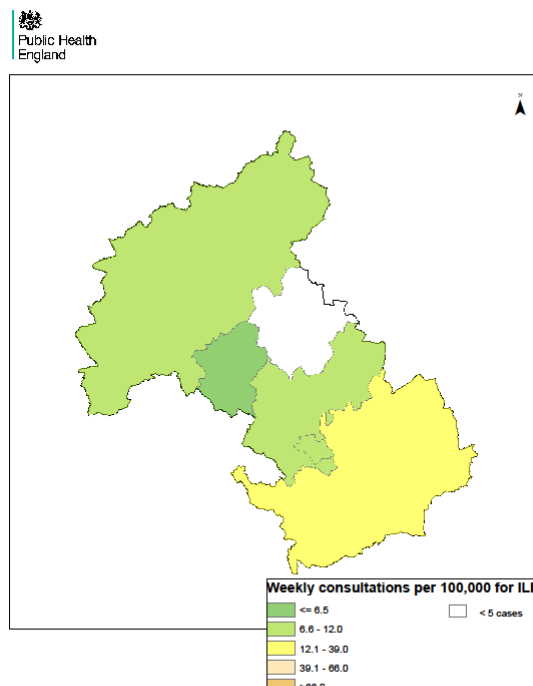 Public Health
England
N
Weekly consultations per 100,000 for ILI
<= 6.5
< 5 cases
6.6 - 12.0
12.1 - 39.0
39.1 - 66.0